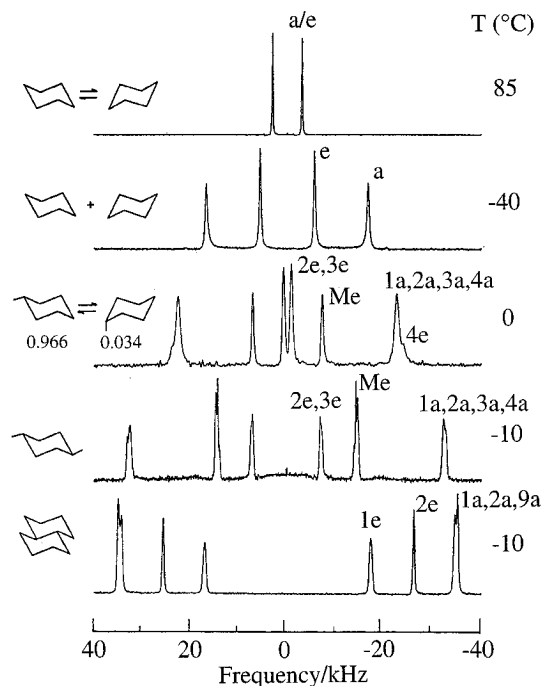 T (°C)
a/e
⇌
85
e
a
+
-40
2e,3e
1a,2a,3a,4a
Me
⇌
0
4e
0.966
0.034
Me
2e,3e
1a,2a,3a,4a
-10
1a,2a,9a
2e
1e
-10
40
20
0
-20
-40
Frequency/kHz